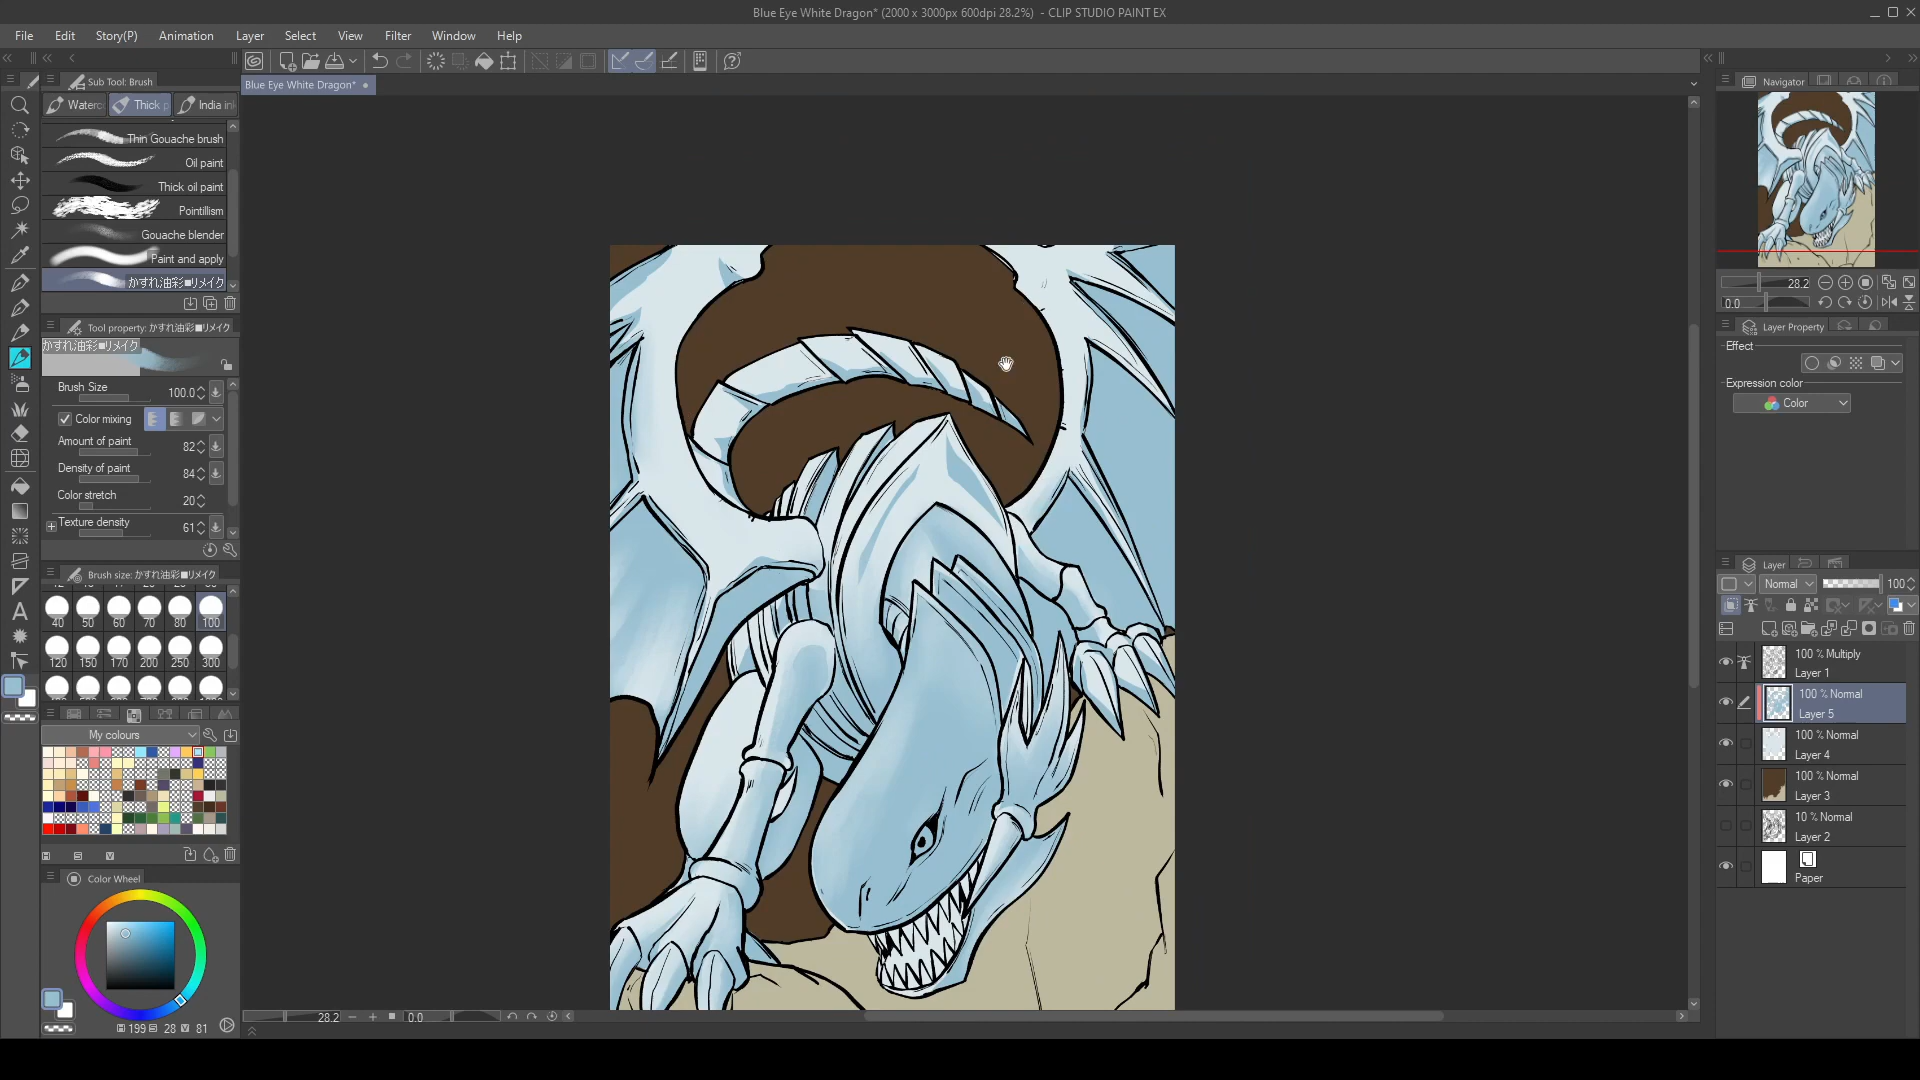 Blue Eye White Dragon* (2000 x 3000px 600dpi 28.2%) - CLIP STUDIO PAINT EX
File Edit Story(P) Animation Layer Select View Filter Window Help
Sub Tool: Brush
Thick p India in
Blue Eye White Dragon*
Thin Gouache brush
Oil paint
Thick oil paint
Pointillism
Gouache blender
Paint and apply
かすれ油彩■リメイク
Tool property: かすれ油彩■リメイク
かすれ油彩■リメイク
Brush Size 100.0
Color mixing
Amount of paint 82
Density of paint 84
Color stretch 20
Texture density 61
Brush size: かすれ油彩■リメイク
40 50 60 70 80 100
120 150 170 200 250 300
My colours
H S V
Color Wheel
H 199 S 28 V 81
28.2 0.0
Navigator
28.2
0.0
Layer Property
Effect
Expression color
Color
Layer
Normal 100
100 % Multiply
Layer 1
100 % Normal
Layer 5
100 % Normal
Layer 4
100 % Normal
Layer 3
10 % Normal
Layer 2
Paper